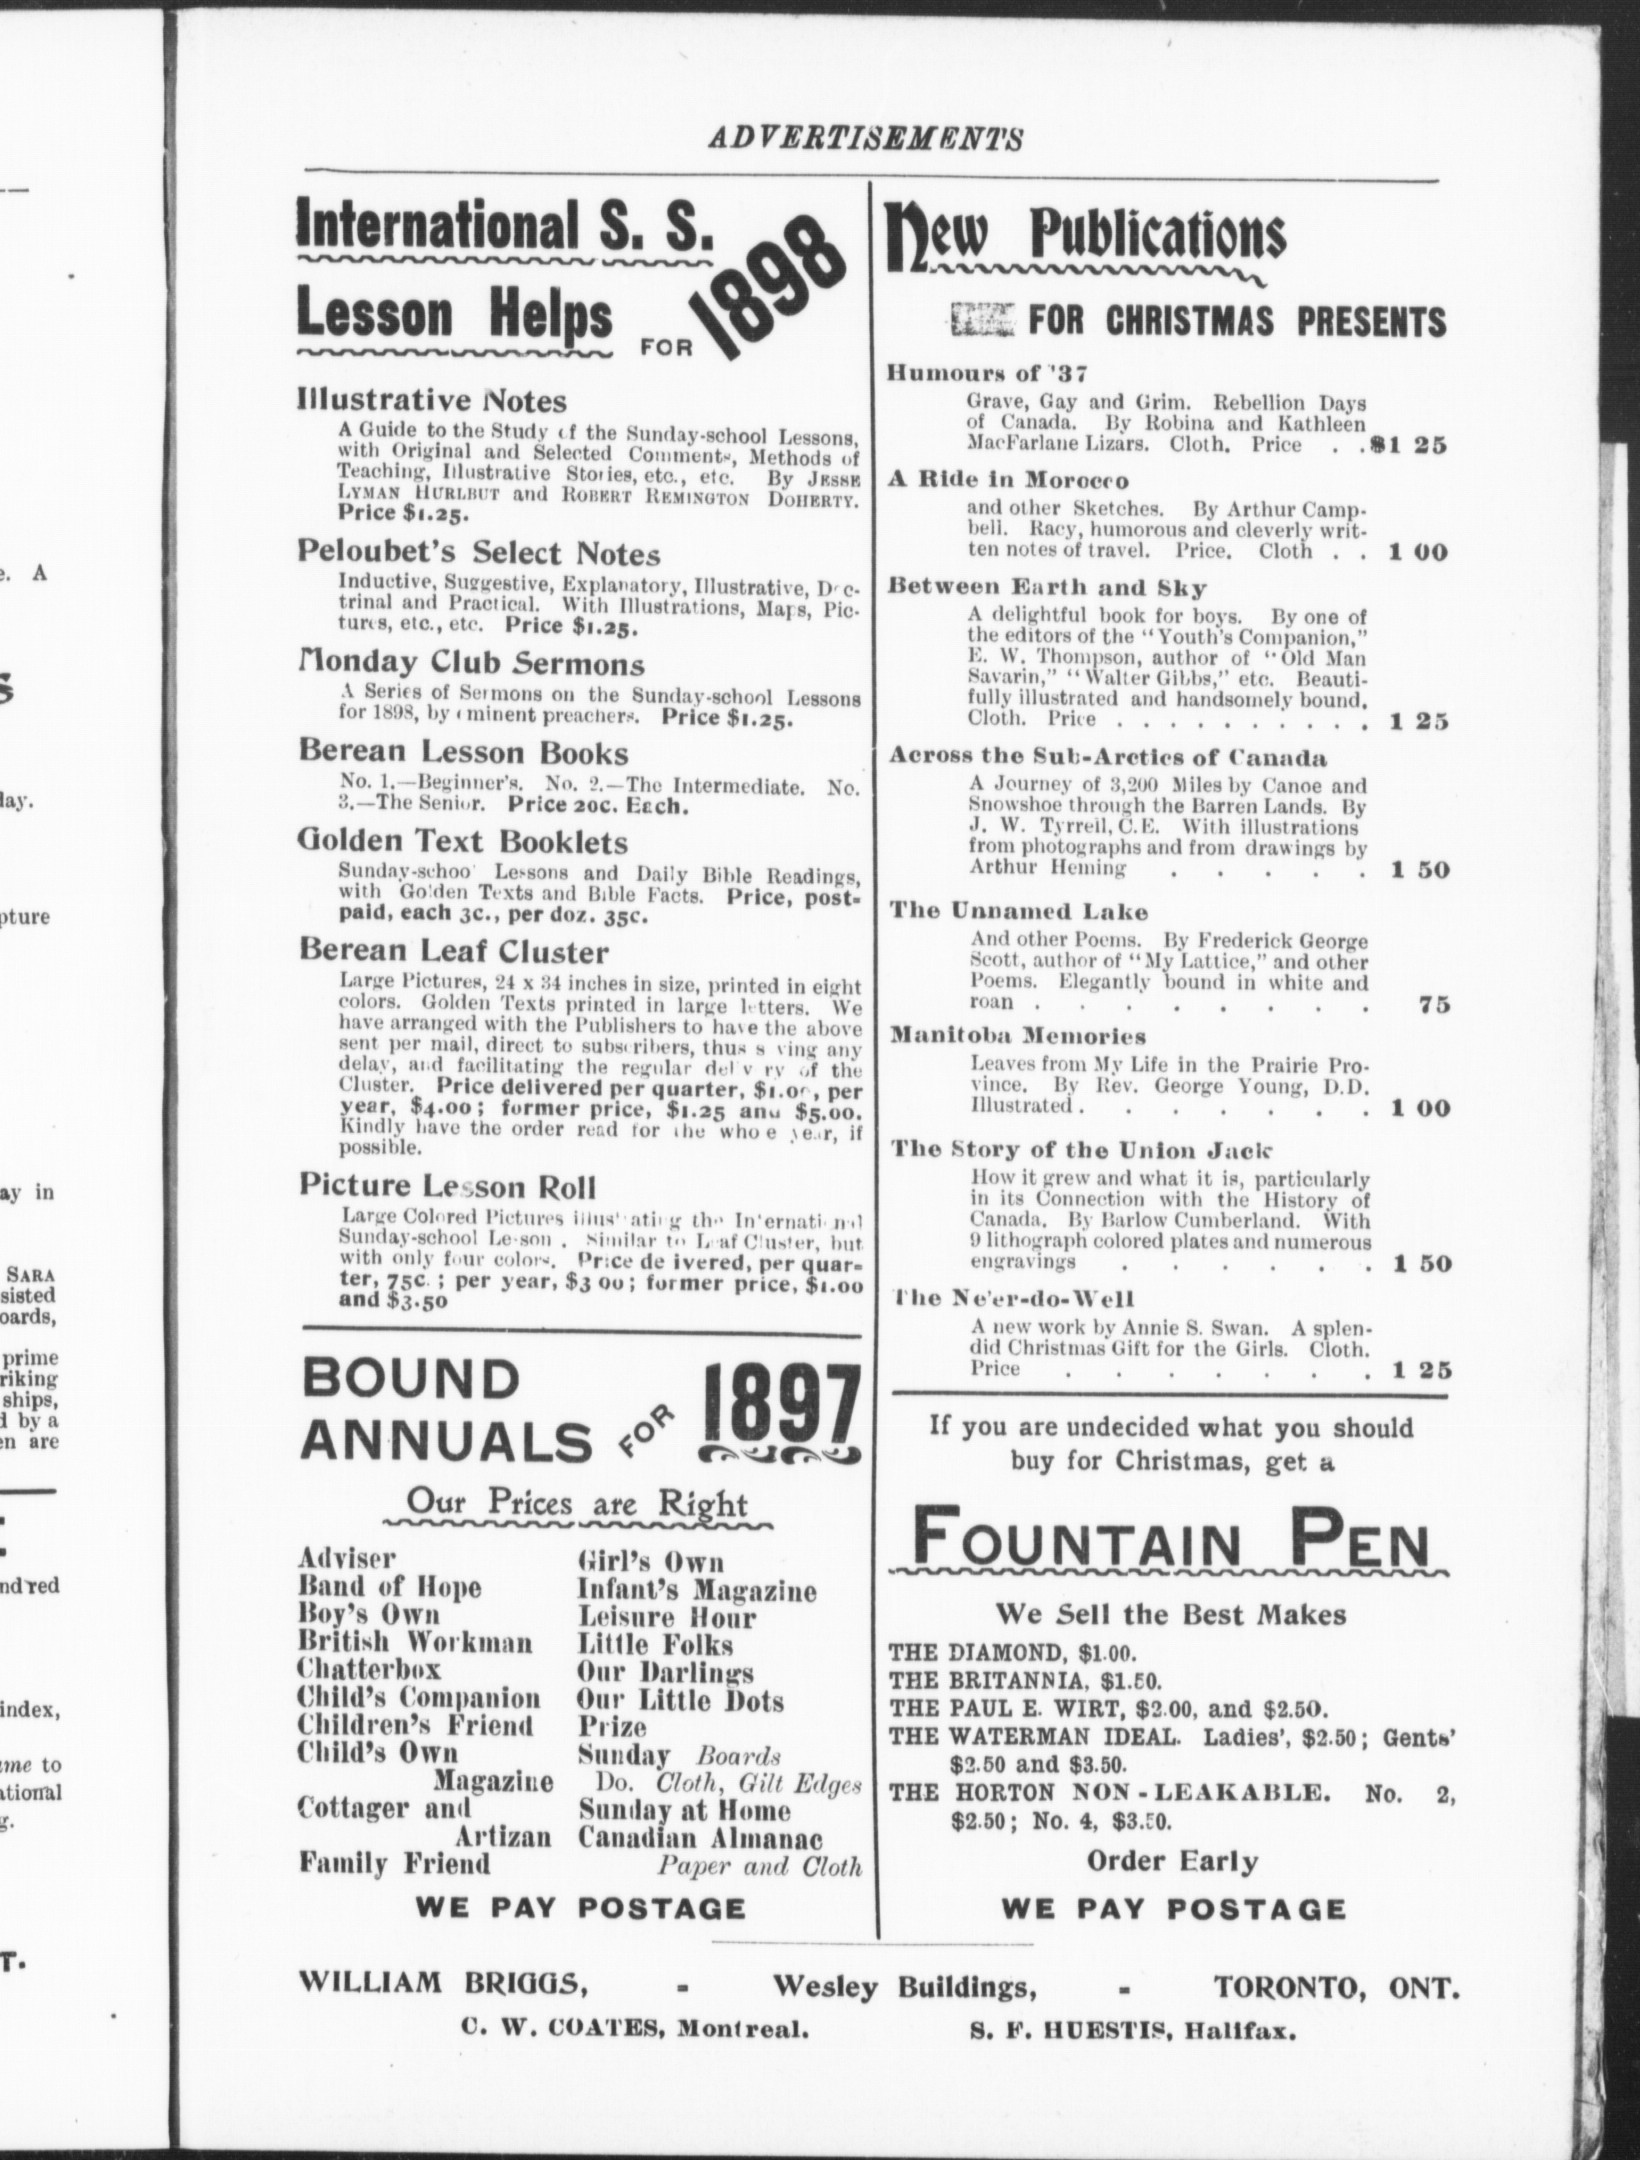 ADVERTISEMENTS
International S. S.
Lesson Helps FOR 1898
Illustrative Notes
A Guide to the Study of the Sunday-school Lessons,
with Original and Selected Comments, Methods of
Teaching, Illustrative Stories, etc., etc. By JESSE
LYMAN HURLBUT and ROBERT REMINGTON DOHERTY.
Price $1.25.
Peloubet's Select Notes
Inductive, Suggestive, Explanatory, Illustrative, Doc-
trinal and Practical. With Illustrations, Maps, Pic-
tures, etc., etc. Price $1.25.
Monday Club Sermons
A Series of Sermons on the Sunday-school Lessons
for 1898, by eminent preachers. Price $1.25.
Berean Lesson Books
No. 1.—Beginner's. No. 2.—The Intermediate. No.
3.—The Senior. Price 20c. Each.
Golden Text Booklets
Sunday-school Lessons and Daily Bible Readings,
with Golden Texts and Bible Facts. Price, post-
paid, each 3c., per doz. 35c.
Berean Leaf Cluster
Large Pictures, 24 x 34 inches in size, printed in eight
colors. Golden Texts printed in large letters. We
have arranged with the Publishers to have the above
sent per mail, direct to subscribers, thus saving any
delay, and facilitating the regular delivery of the
Cluster. Price delivered per quarter, $1.00, per
year, $4.00; former price, $1.25 and $5.00.
Kindly have the order read for the whole year, if
possible.
Picture Lesson Roll
Large Colored Pictures illustrating the International
Sunday-school Lesson. Similar to Leaf Cluster, but
with only four colors. Price delivered, per quar-
ter, 75c.; per year, $3 00; former price, $1.00
and $3.50
BOUND
ANNUALS FOR 1897
Our Prices are Right
Adviser
Band of Hope
Boy's Own
British Workman
Chatterbox
Child's Companion
Children's Friend
Child's Own
Magazine
Cottager and
Artizan
Family Friend
Girl's Own
Infant's Magazine
Leisure Hour
Little Folks
Our Darlings
Our Little Dots
Prize
Sunday Boards
Do. Cloth, Gilt Edges
Sunday at Home
Canadian Almanac
Paper and Cloth
WE PAY POSTAGE
New Publications
FOR CHRISTMAS PRESENTS
Humours of '37
Grave, Gay and Grim. Rebellion Days
of Canada. By Robina and Kathleen
MacFarlane Lizars. Cloth. Price . . $1 25
A Ride in Morocco
and other Sketches. By Arthur Camp-
bell. Racy, humorous and cleverly writ-
ten notes of travel. Price. Cloth . . 1 00
Between Earth and Sky
A delightful book for boys. By one of
the editors of the "Youth's Companion,"
E. W. Thompson, author of "Old Man
Savarin," "Walter Gibbs," etc. Beauti-
fully illustrated and handsomely bound.
Cloth. Price . . . . . . . . . . 1 25
Across the Sub-Arctics of Canada
A Journey of 3,200 Miles by Canoe and
Snowshoe through the Barren Lands. By
J. W. Tyrrell, C.E. With illustrations
from photographs and from drawings by
Arthur Heming . . . . . 1 50
The Unnamed Lake
And other Poems. By Frederick George
Scott, author of "My Lattice," and other
Poems. Elegantly bound in white and
roan . . . . . . . . 75
Manitoba Memories
Leaves from My Life in the Prairie Pro-
vince. By Rev. George Young, D.D.
Illustrated . . . . . . . 1 00
The Story of the Union Jack
How it grew and what it is, particularly
in its Connection with the History of
Canada. By Barlow Cumberland. With
9 lithograph colored plates and numerous
engravings . . . . . . 1 50
The Ne'er-do-Well
A new work by Annie S. Swan. A splen-
did Christmas Gift for the Girls. Cloth.
Price . . . . . . . 1 25
If you are undecided what you should
buy for Christmas, get a
FOUNTAIN PEN
We Sell the Best Makes
THE DIAMOND, $1.00.
THE BRITANNIA, $1.50.
THE PAUL E. WIRT, $2.00, and $2.50.
THE WATERMAN IDEAL. Ladies', $2.50; Gents'
$2.50 and $3.50.
THE HORTON NON-LEAKABLE. No. 2,
$2.50; No. 4, $3.50.
Order Early
WE PAY POSTAGE
WILLIAM BRIGGS, - Wesley Buildings, - TORONTO, ONT.
C. W. COATES, Montreal. S. F. HUESTIS, Halifax.